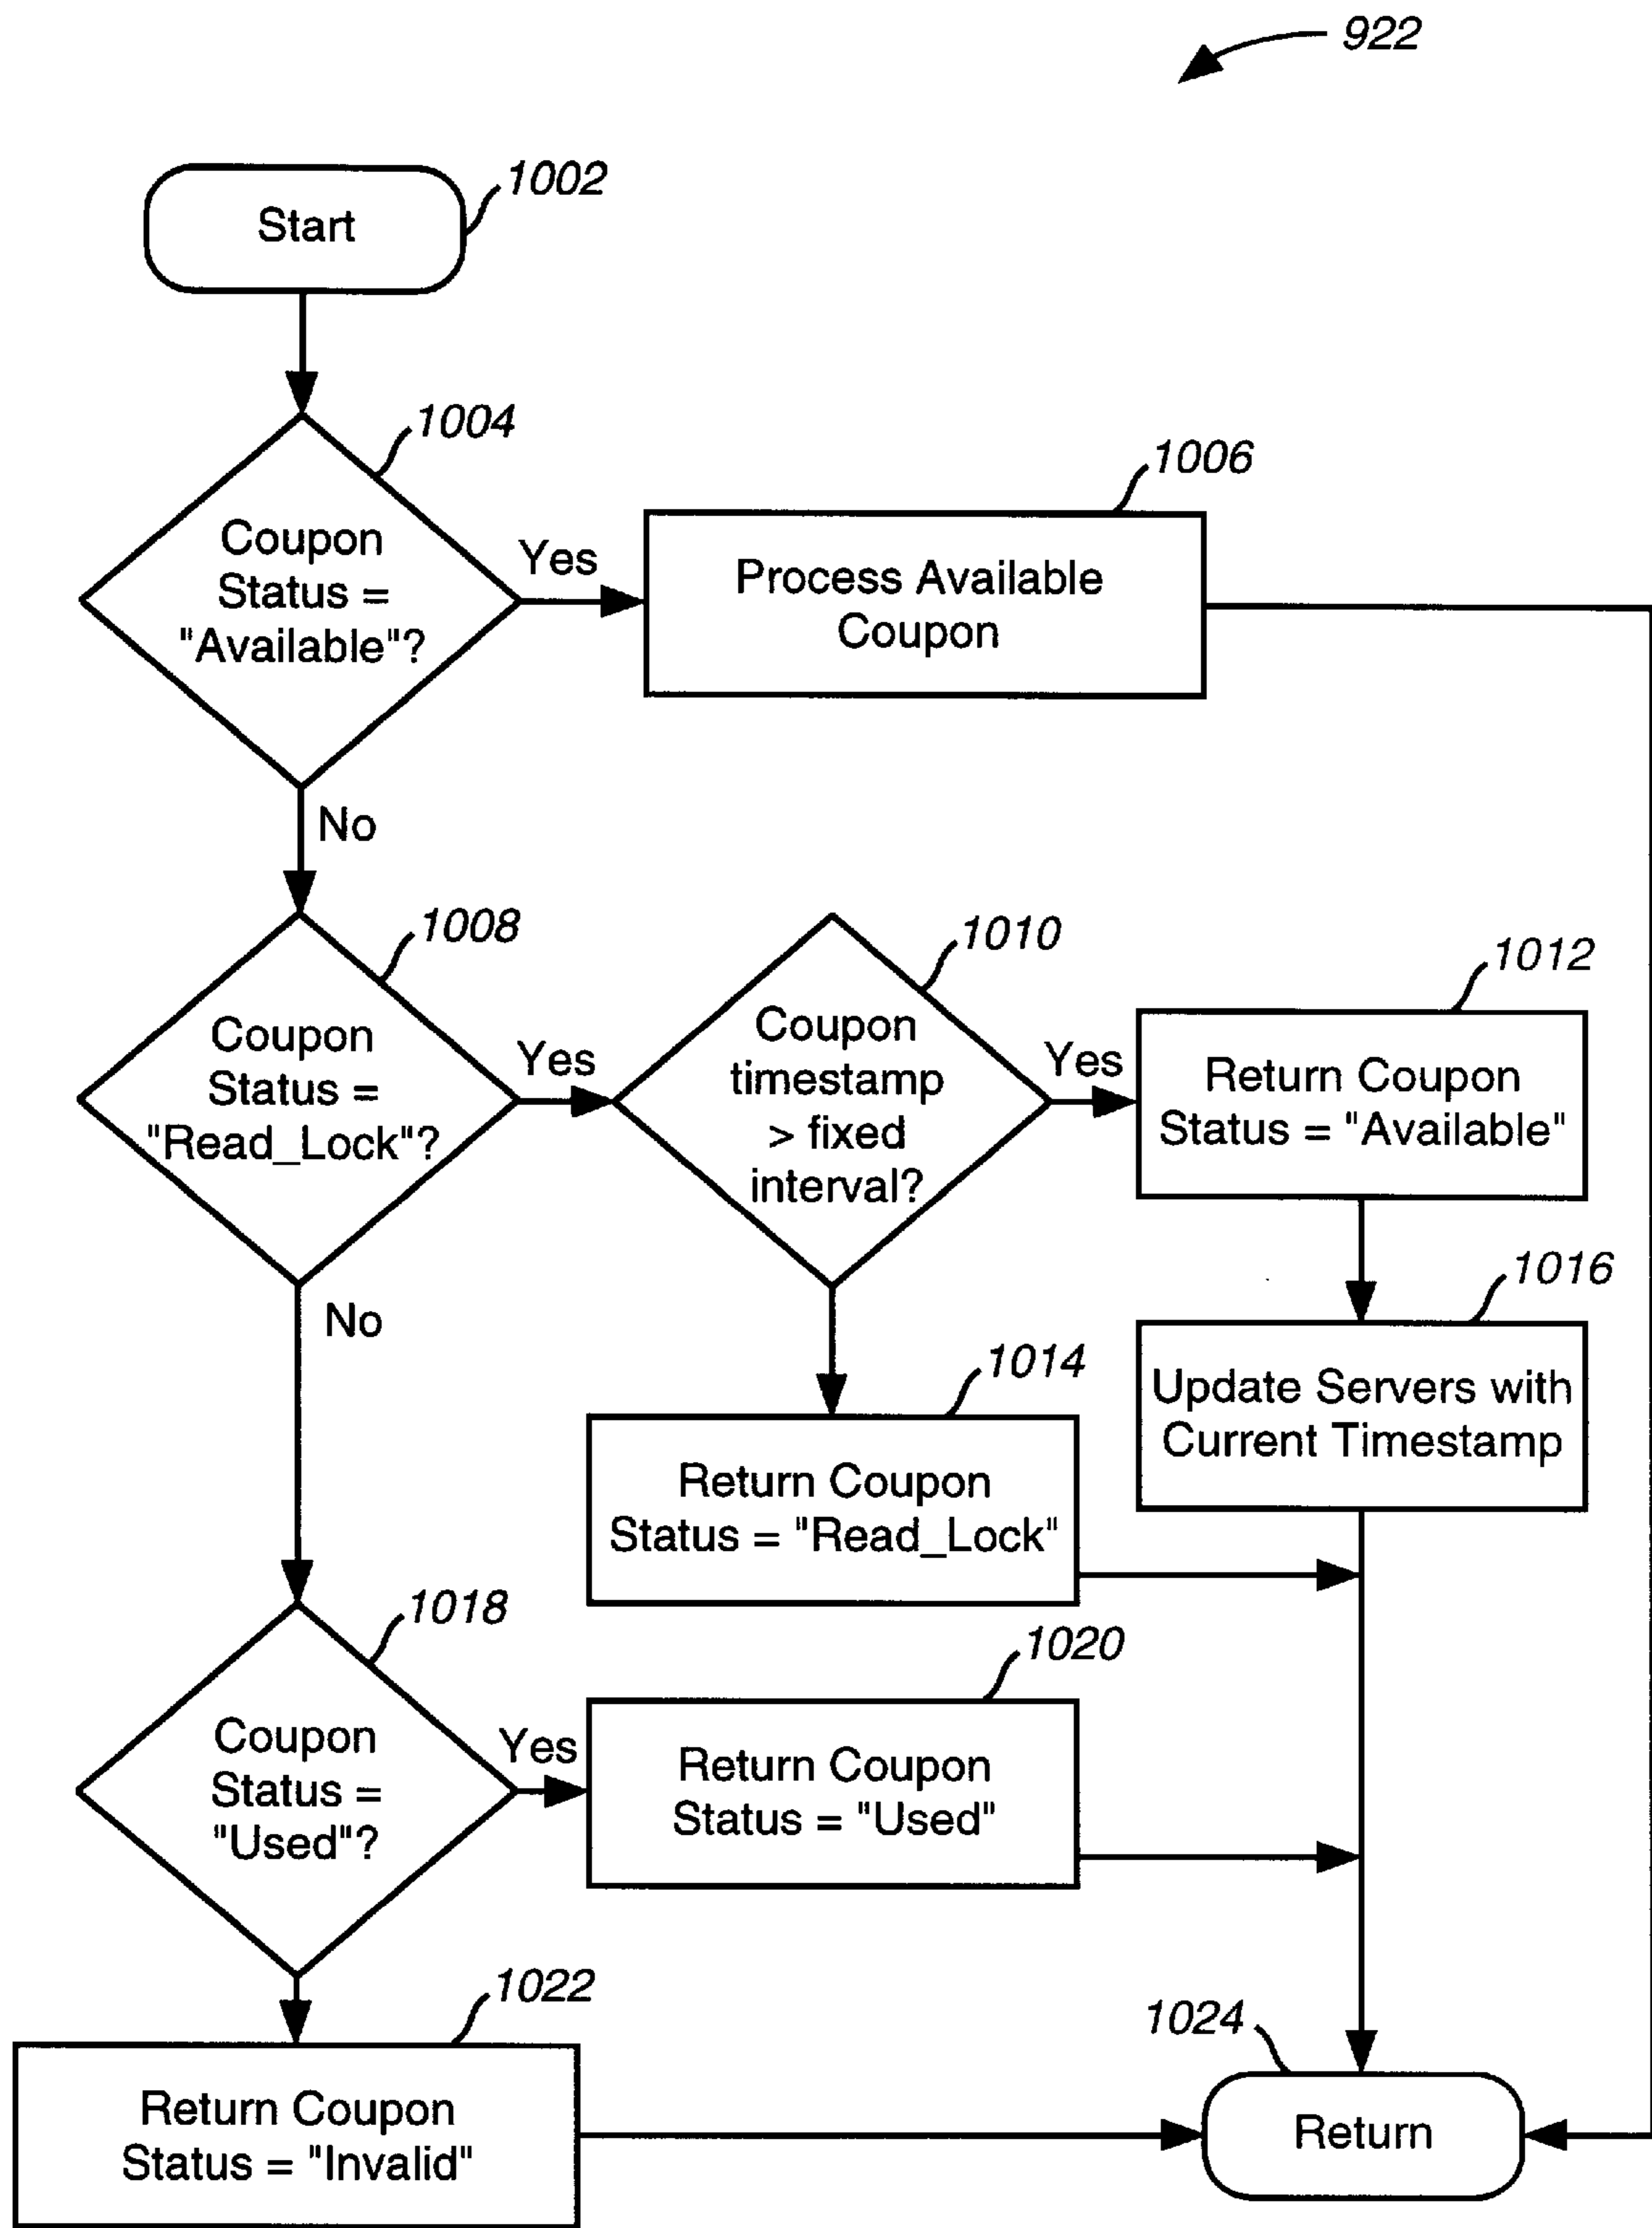 922
1002
Start
1004
Coupon
Status =
"Available"?
Yes
1006
Process Available
Coupon
No
1008
Coupon
Status =
"Read_Lock"?
Yes
1010
Coupon
timestamp
> fixed
interval?
Yes
1012
Return Coupon
Status = "Available"
No
1014
Return Coupon
Status = "Read_Lock"
1016
Update Servers with
Current Timestamp
1018
Coupon
Status =
"Used"?
Yes
1020
Return Coupon
Status = "Used"
1022
Return Coupon
Status = "Invalid"
1024
Return